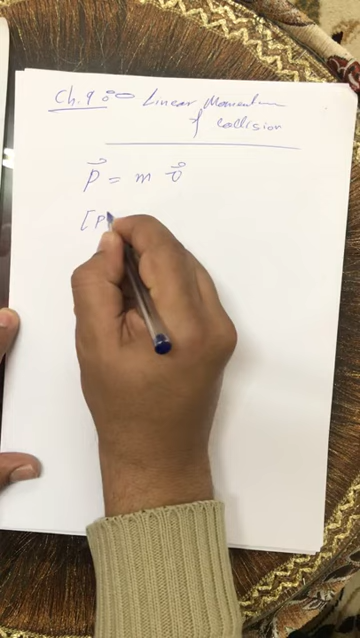 Ch. 9 : Linear Momentum
& collision
p⃗ = m v⃗
[P